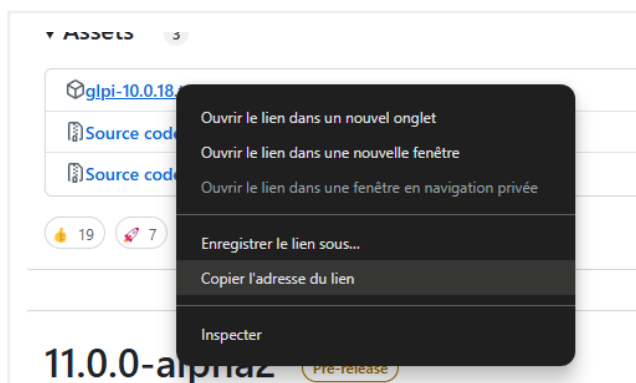 Assets 3
glpi-10.0.18.
Source code
Source code
Ouvrir le lien dans un nouvel onglet
Ouvrir le lien dans une nouvelle fenêtre
Ouvrir le lien dans une fenêtre en navigation privée
Enregistrer le lien sous...
Copier l'adresse du lien
Inspecter
19 7
11.0.0-alpha2 Pre-release